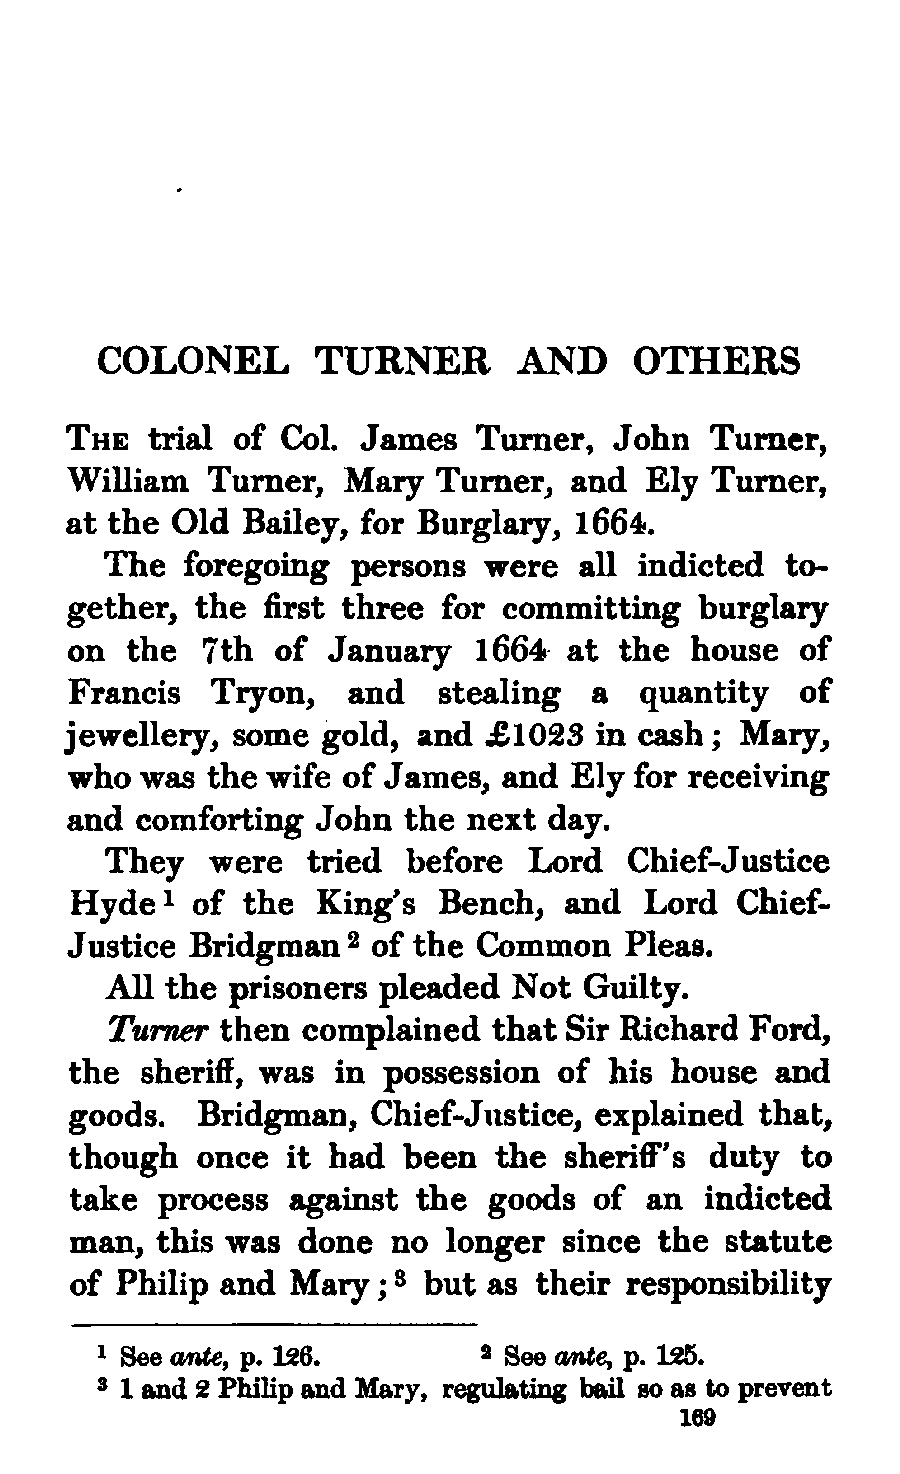 COLONEL TURNER AND OTHERS
THE trial of Col. James Turner, John Turner,
William Turner, Mary Turner, and Ely Turner,
at the Old Bailey, for Burglary, 1664.
The foregoing persons were all indicted to-
gether, the first three for committing burglary
on the 7th of January 1664 at the house of
Francis Tryon, and stealing a quantity of
jewellery, some gold, and £1023 in cash; Mary,
who was the wife of James, and Ely for receiving
and comforting John the next day.
They were tried before Lord Chief-Justice
Hyde¹ of the King's Bench, and Lord Chief-
Justice Bridgman² of the Common Pleas.
All the prisoners pleaded Not Guilty.
Turner then complained that Sir Richard Ford,
the sheriff, was in possession of his house and
goods. Bridgman, Chief-Justice, explained that,
though once it had been the sheriff's duty to
take process against the goods of an indicted
man, this was done no longer since the statute
of Philip and Mary;³ but as their responsibility
¹ See ante, p. 126. ² See ante, p. 125.
³ 1 and 2 Philip and Mary, regulating bail so as to prevent
169